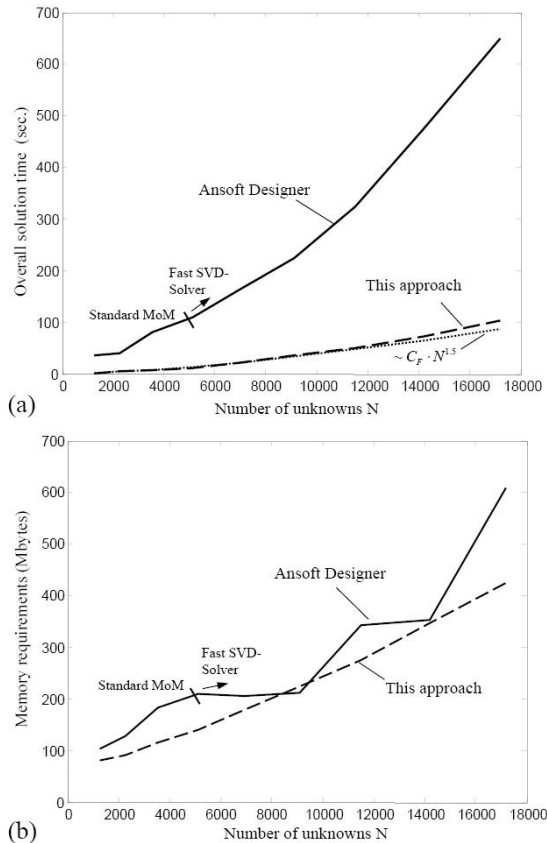 700
600
500
400
300
200
100
0
Overall solution time (sec.)
Ansoft Designer
Fast SVD-
Solver
Standard MoM
This approach
~ C_F · N^1.5
0 2000 4000 6000 8000 10000 12000 14000 16000 18000
Number of unknowns N
(a)
700
600
500
400
300
200
100
0
Memory requirements (Mbytes)
Ansoft Designer
Fast SVD-
Solver
Standard MoM
This approach
0 2000 4000 6000 8000 10000 12000 14000 16000 18000
Number of unknowns N
(b)